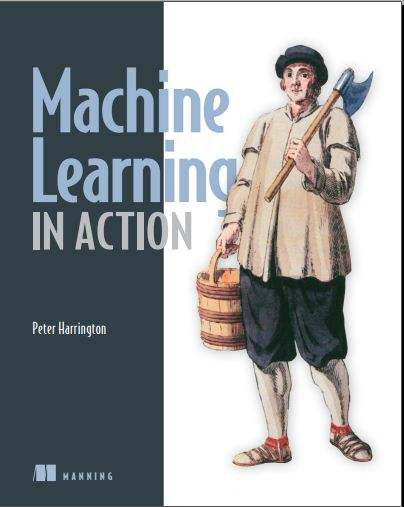 Machine
Learning
IN ACTION
Peter Harrington
MANNING